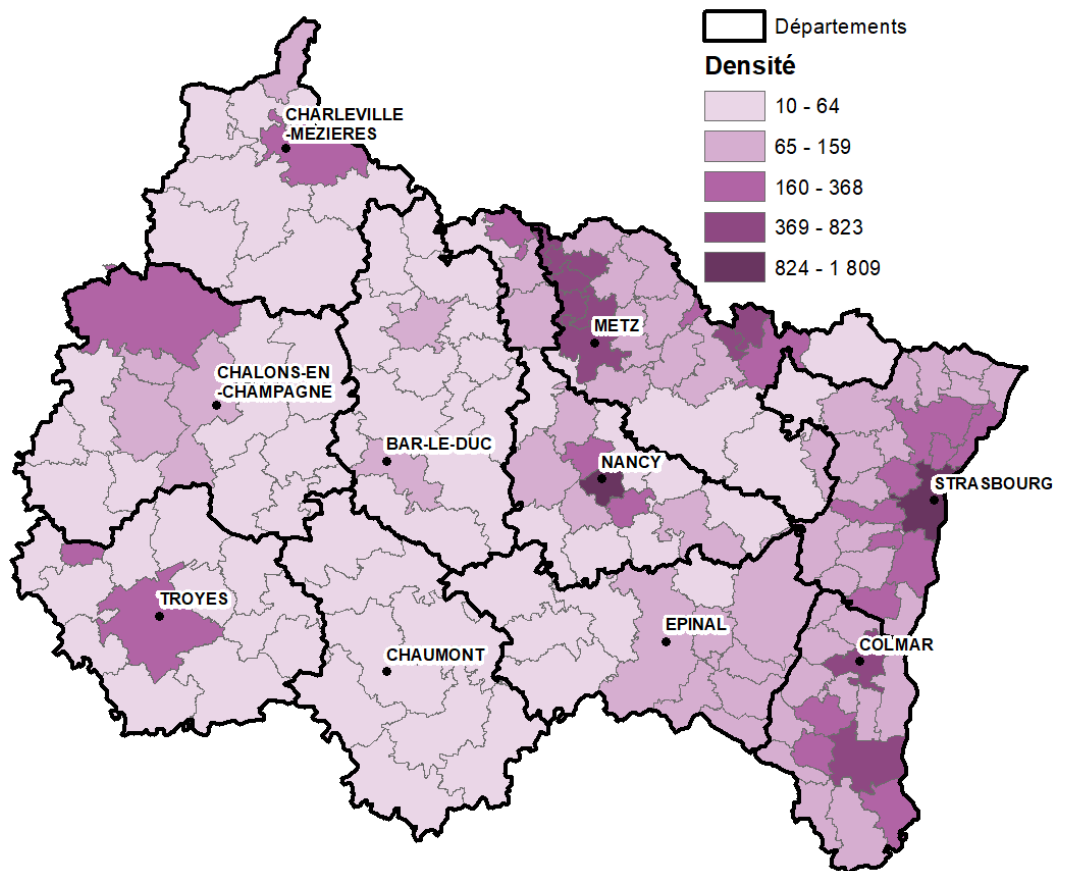 Départements
Densité
10 - 64
65 - 159
160 - 368
369 - 823
824 - 1 809
CHARLEVILLE
-MEZIERES
METZ
CHALONS-EN
-CHAMPAGNE
BAR-LE-DUC
NANCY
STRASBOURG
TROYES
EPINAL
CHAUMONT
COLMAR